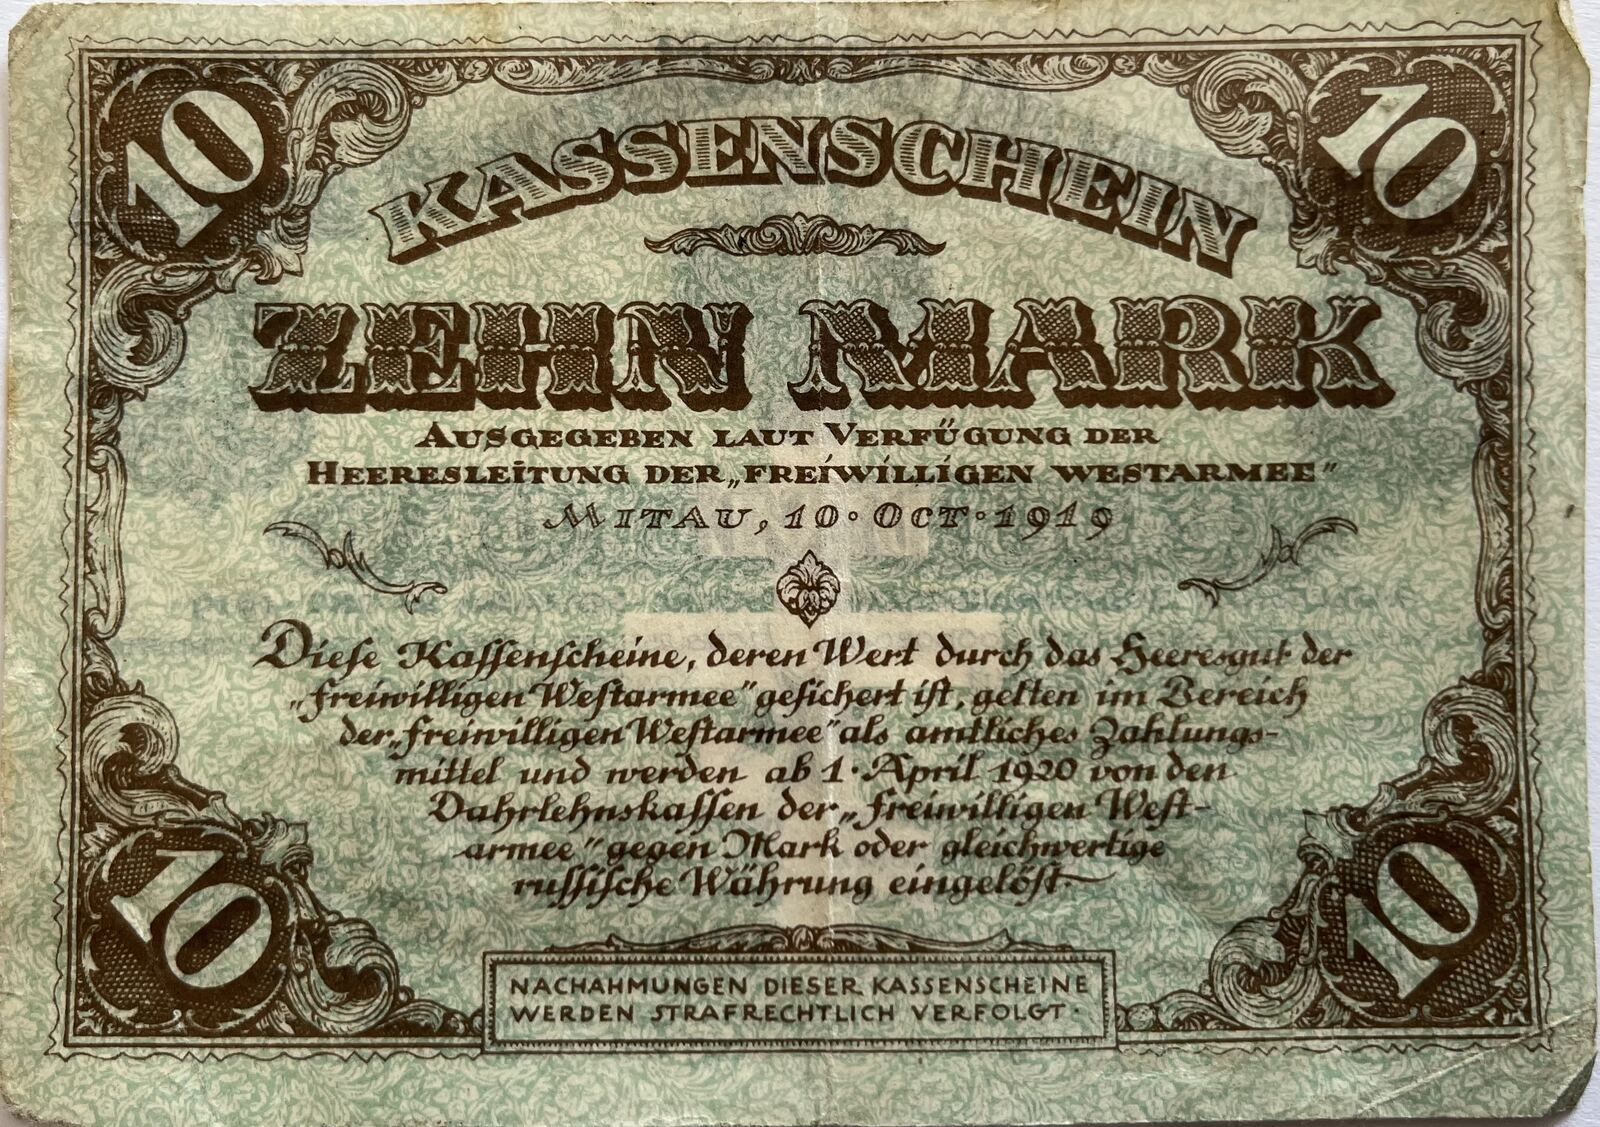 10
10
KASSENSCHEIN
ZEHN MARK
AUSGEGEBEN LAUT VERFÜGUNG DER
HEERESLEITUNG DER „FREIWILLIGEN WESTARMEE“
MITAU, 10. OCT. 1919
Diese Kassenscheine, deren Wert durch das Heeresgut der
„Freiwilligen Westarmee“ gesichert ist, gelten im Bereich
der „Freiwilligen Westarmee“ als amtliches Zahlungs-
mittel und werden ab 1. April 1920 von den
Dahrlehnskassen der „Freiwilligen West-
armee“ gegen Mark oder gleichwertige
russische Währung eingelöst.
10
10
NACHAHMUNGEN DIESER KASSENSCHEINE
WERDEN STRAFRECHTLICH VERFOLGT.